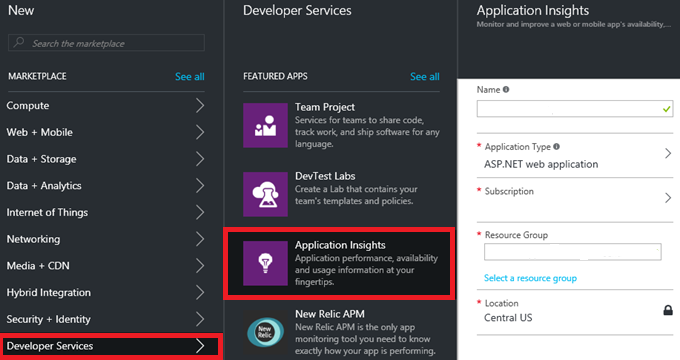 New
Search the marketplace
MARKETPLACE See all
Compute
Web + Mobile
Data + Storage
Data + Analytics
Internet of Things
Networking
Media + CDN
Hybrid Integration
Security + Identity
Developer Services
Developer Services
FEATURED APPS See all
Team Project
Services for teams to share code,
track work, and ship software for any
language.
DevTest Labs
Create a Lab that contains your
team's templates and policies.
Application Insights
Application performance, availability
and usage information at your
fingertips.
New Relic
New Relic APM
New Relic APM is the only app
monitoring tool you need to know
exactly how your app is performing.
Application Insights
Monitor and improve a web or mobile app's availability,...
Name
* Application Type
ASP.NET web application
* Subscription
* Resource Group
Select a resource group
* Location
Central US